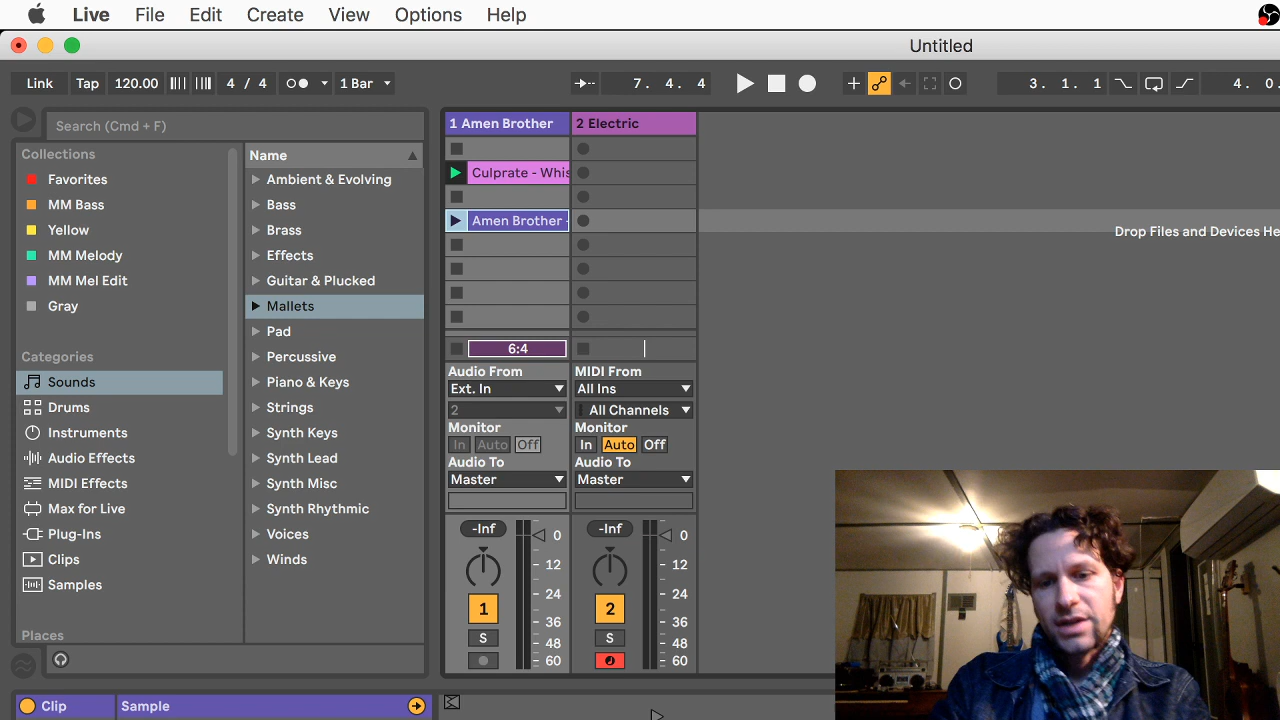 Live File Edit Create View Options Help
Untitled
Link Tap 120.00 4 / 4 1 Bar 7. 4. 4 3. 1. 1 4. 0.
Search (Cmd + F)
Collections
Favorites
MM Bass
Yellow
MM Melody
MM Mel Edit
Gray
Categories
Sounds
Drums
Instruments
Audio Effects
MIDI Effects
Max for Live
Plug-Ins
Clips
Samples
Places
Name
Ambient & Evolving
Bass
Brass
Effects
Guitar & Plucked
Mallets
Pad
Percussive
Piano & Keys
Strings
Synth Keys
Synth Lead
Synth Misc
Synth Rhythmic
Voices
Winds
1 Amen Brother 2 Electric
Culprate - Whis
Amen Brother -
Drop Files and Devices He
6:4
Audio From MIDI From
Ext. In All Ins
2 All Channels
Monitor Monitor
In Auto Off In Auto Off
Audio To Audio To
Master Master
-Inf 0 -Inf 0
12 12
24 24
1 36 2 36
S 48 S 48
60 60
Clip Sample